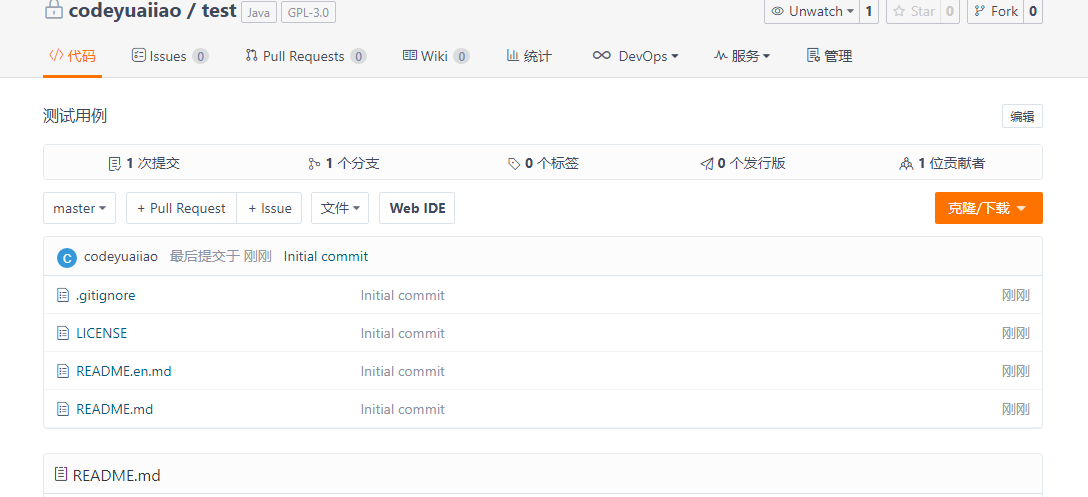 codeyuaiiao / test Java GPL-3.0 Unwatch 1 Star 0 Fork 0
代码 Issues 0 Pull Requests 0 Wiki 0 统计 DevOps 服务 管理
测试用例 编辑
1 次提交 1 个分支 0 个标签 0 个发行版 1 位贡献者
master + Pull Request + Issue 文件 Web IDE 克隆/下载
C codeyuaiiao 最后提交于 刚刚 Initial commit
.gitignore Initial commit 刚刚
LICENSE Initial commit 刚刚
README.en.md Initial commit 刚刚
README.md Initial commit 刚刚
README.md